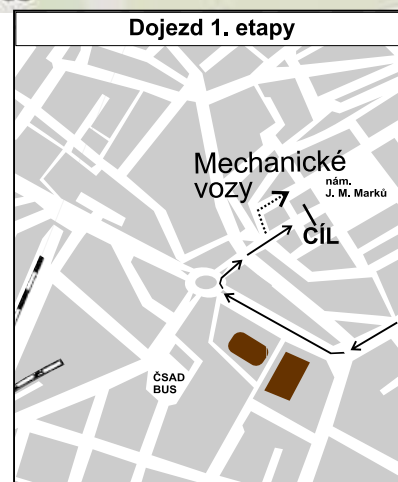 Dojezd 1. etapy
Mechanické
vozy
nám.
J. M. Marků
CÍL
ČSAD
BUS